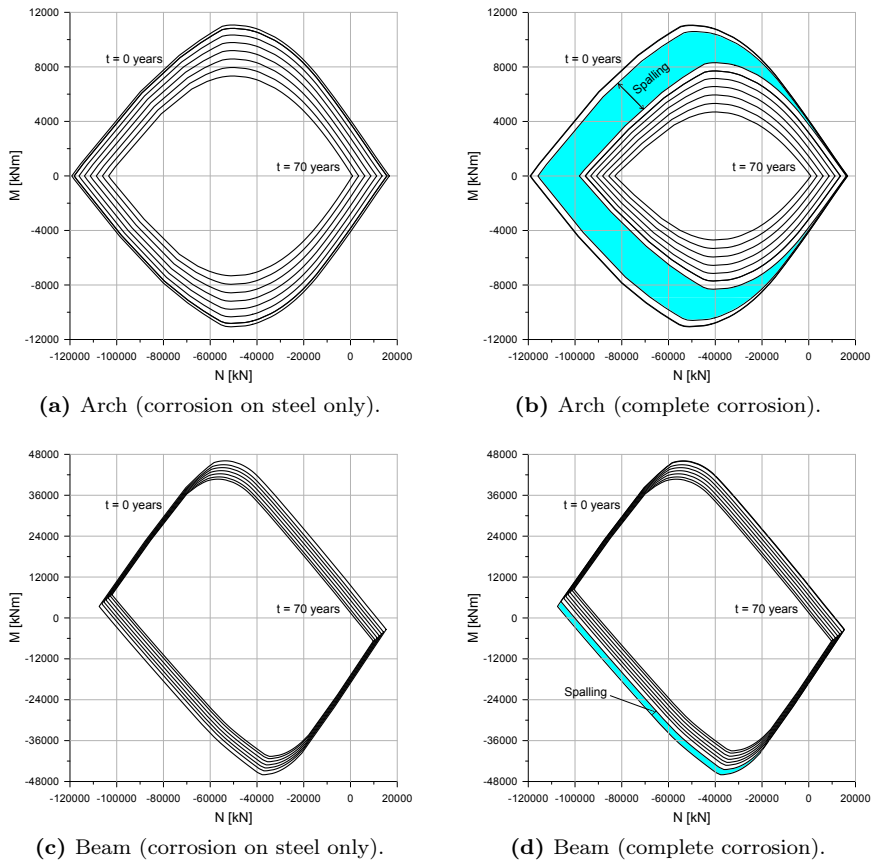 12000
8000
4000
0
-4000
-8000
-12000
M [kNm]
t = 0 years
t = 70 years
-120000 -100000 -80000 -60000 -40000 -20000 0 20000
N [kN]
(a) Arch (corrosion on steel only).
12000
8000
4000
0
-4000
-8000
-12000
M [kNm]
t = 0 years
Spalling
t = 70 years
-120000 -100000 -80000 -60000 -40000 -20000 0 20000
N [kN]
(b) Arch (complete corrosion).
48000
36000
24000
12000
0
-12000
-24000
-36000
-48000
M [kNm]
t = 0 years
t = 70 years
-120000 -100000 -80000 -60000 -40000 -20000 0 20000
N [kN]
(c) Beam (corrosion on steel only).
48000
36000
24000
12000
0
-12000
-24000
-36000
-48000
M [kNm]
t = 0 years
t = 70 years
Spalling
-120000 -100000 -80000 -60000 -40000 -20000 0 20000
N [kN]
(d) Beam (complete corrosion).